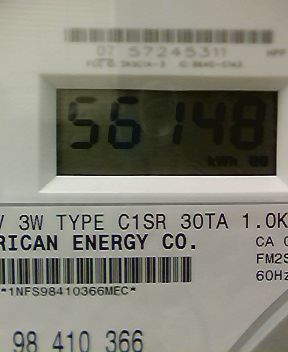 07 57245311
56148
kWh 00
V 3W TYPE C1SR 30TA 1.0K
RICAN ENERGY CO.
CA
FM2S
60Hz
*1NFS98410366MEC*
98 410 366